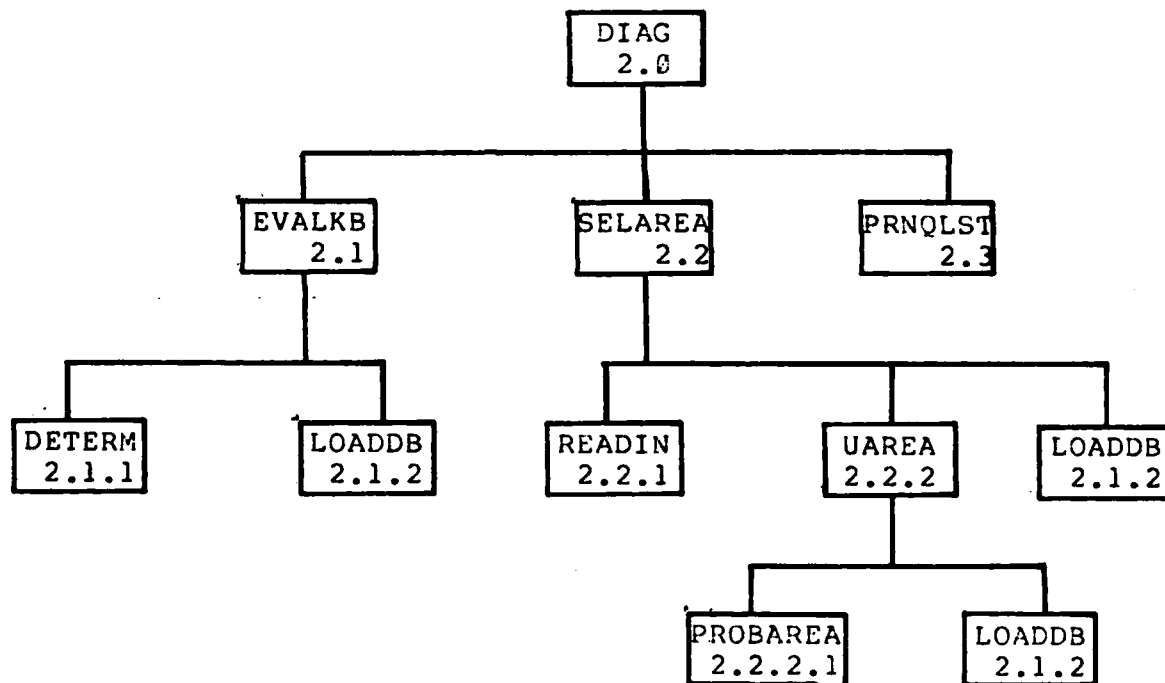 DIAG
2.0
EVALKB
2.1
SELAREA
2.2
PRNQLST
2.3
DETERM
2.1.1
LOADDB
2.1.2
READIN
2.2.1
UAREA
2.2.2
LOADDB
2.1.2
PROBAREA
2.2.2.1
LOADDB
2.1.2